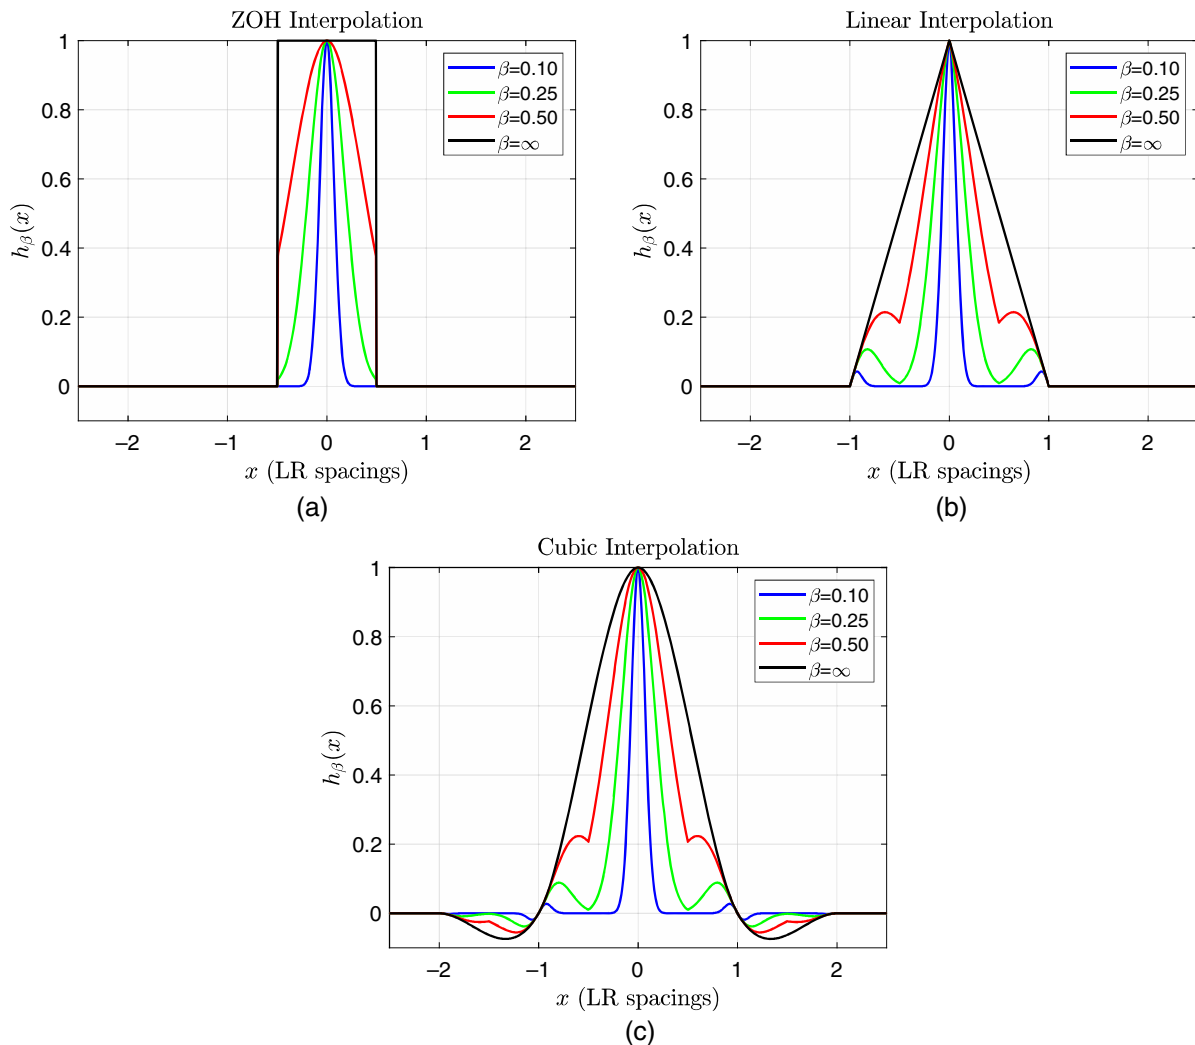 ZOH Interpolation
1
0.8
0.6
0.4
0.2
0
h_β(x)
β=0.10
β=0.25
β=0.50
β=∞
−2 −1 0 1 2
x (LR spacings)
(a)
Linear Interpolation
1
0.8
0.6
0.4
0.2
0
h_β(x)
β=0.10
β=0.25
β=0.50
β=∞
−2 −1 0 1 2
x (LR spacings)
(b)
Cubic Interpolation
1
0.8
0.6
0.4
0.2
0
h_β(x)
β=0.10
β=0.25
β=0.50
β=∞
−2 −1 0 1 2
x (LR spacings)
(c)